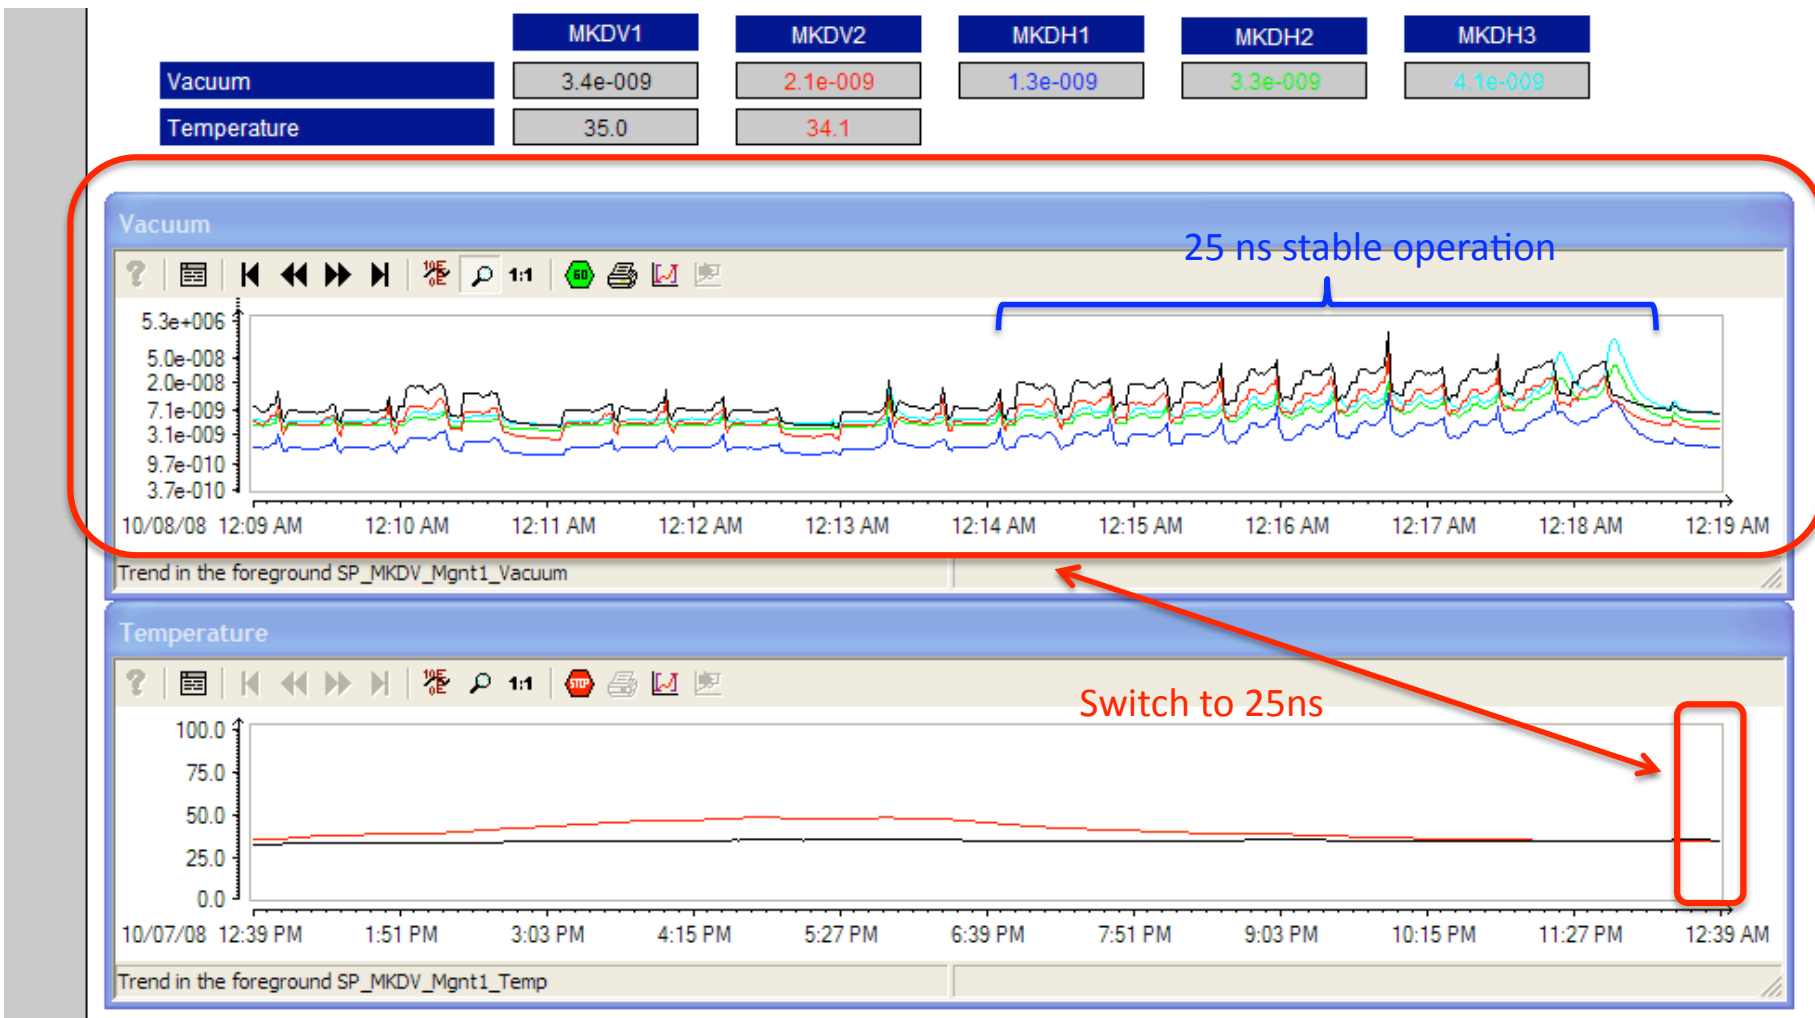 MKDV1 MKDV2 MKDH1 MKDH2 MKDH3
Vacuum 3.4e-009 2.1e-009 1.3e-009 3.3e-009 4.1e-009
Temperature 35.0 34.1
Vacuum
25 ns stable operation
? 1:1 GO
5.3e+006
5.0e-008
2.0e-008
7.1e-009
3.1e-009
9.7e-010
3.7e-010
10/08/08 12:09 AM 12:10 AM 12:11 AM 12:12 AM 12:13 AM 12:14 AM 12:15 AM 12:16 AM 12:17 AM 12:18 AM 12:19 AM
Trend in the foreground SP_MKDV_Mgnt1_Vacuum
Temperature
? 1:1 STOP
Switch to 25ns
100.0
75.0
50.0
25.0
0.0
10/07/08 12:39 PM 1:51 PM 3:03 PM 4:15 PM 5:27 PM 6:39 PM 7:51 PM 9:03 PM 10:15 PM 11:27 PM 12:39 AM
Trend in the foreground SP_MKDV_Mgnt1_Temp